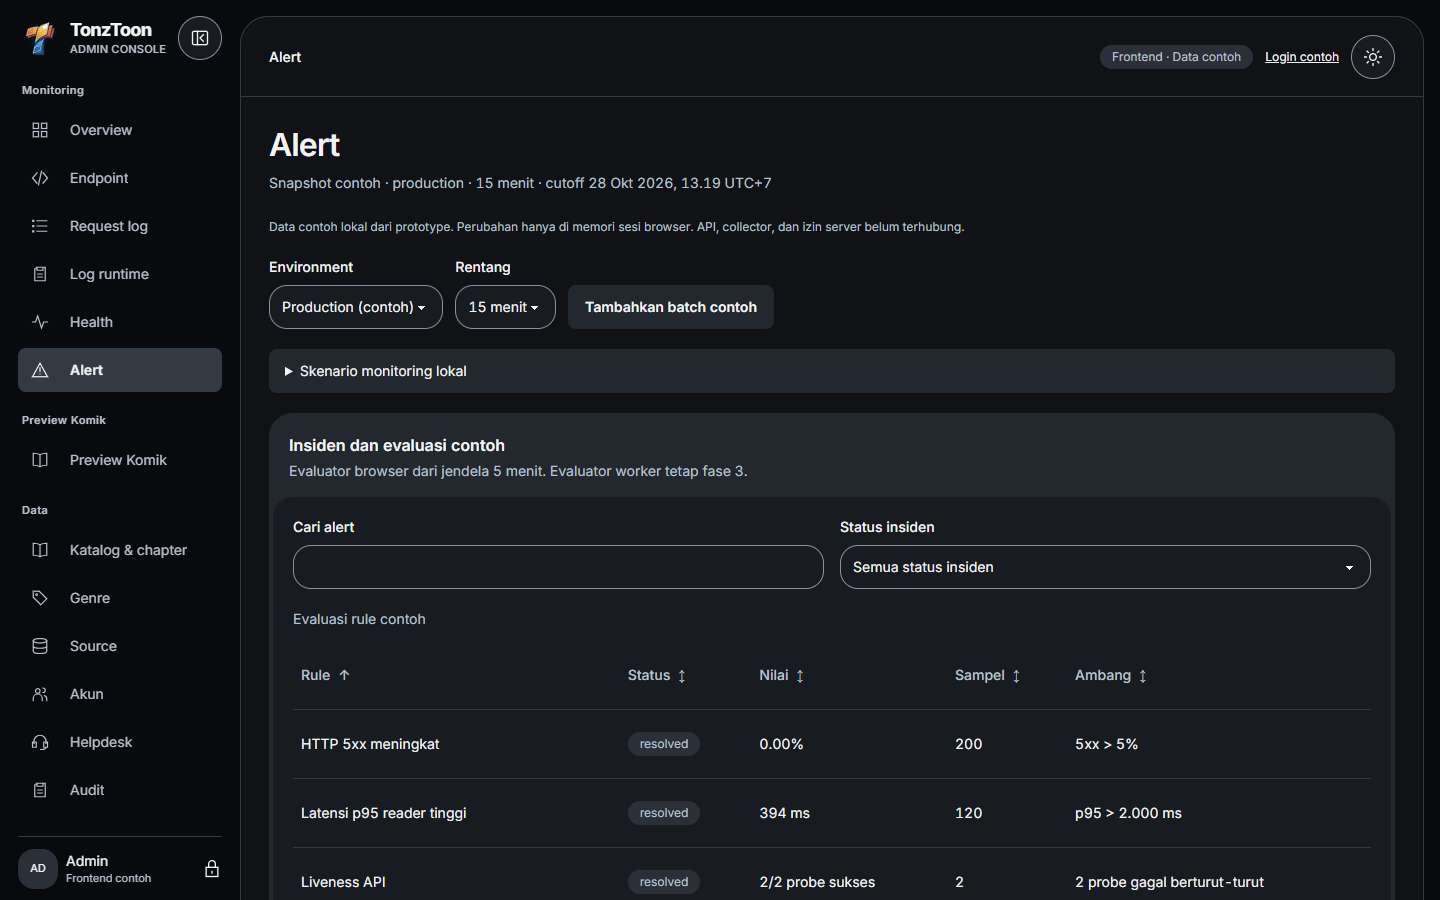 TonzToon
ADMIN CONSOLE
Monitoring
Overview
Endpoint
Request log
Log runtime
Health
Alert
Preview Komik
Preview Komik
Data
Katalog & chapter
Genre
Source
Akun
Helpdesk
Audit
AD
Admin
Frontend contoh
Alert
Frontend · Data contoh
Login contoh
Alert
Snapshot contoh · production · 15 menit · cutoff 28 Okt 2026, 13.19 UTC+7
Data contoh lokal dari prototype. Perubahan hanya di memori sesi browser. API, collector, dan izin server belum terhubung.
Environment
Rentang
Production (contoh)
15 menit
Tambahkan batch contoh
Skenario monitoring lokal
Insiden dan evaluasi contoh
Evaluator browser dari jendela 5 menit. Evaluator worker tetap fase 3.
Cari alert
Status insiden
Semua status insiden
Evaluasi rule contoh
Rule ↑ Status ↕ Nilai ↕ Sampel ↕ Ambang ↕
HTTP 5xx meningkat resolved 0.00% 200 5xx > 5%
Latensi p95 reader tinggi resolved 394 ms 120 p95 > 2.000 ms
Liveness API resolved 2/2 probe sukses 2 2 probe gagal berturut-turut